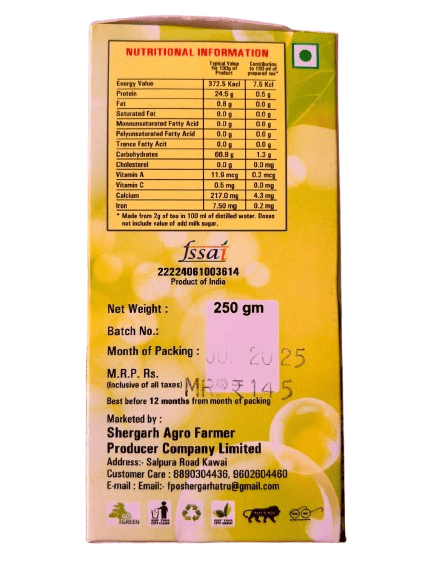 NUTRITIONAL INFORMATION
Typical Value for 100g of Product
Contribution to 100 ml of prepared tea*
Energy Value 372.5 Kacl 7.5 Kcl
Protein 24.5 g 0.5 g
Fat 0.8 g 0.0 g
Saturated Fat 0.0 g 0.0 g
Monounsaturated Fatty Acid 0.0 g 0.0 g
Polyunsaturated Fatty Acid 0.0 g 0.0 g
Trance Fatty Acit 0.0 g 0.0 g
Carbohydrates 66.9 g 1.3 g
Cholesterol 0.0 g 0.0 mg
Vitamin A 11.9 mcg 0.2 mcg
Vitamin C 0.5 mg 0.0 mg
Calcium 217.0 mg 4.3 mg
Iron 7.50 mg 0.2 mg
* Made from 2g of tea in 100 ml of distilled water. Doses
not include value of add milk sugar.
fssai
22224061003614
Product of India
Net Weight : 250 gm
Batch No.:
Month of Packing : 2025
M.R.P. Rs.
(Inclusive of all taxes) MRP ₹ 145
Best before 12 months from month of packing
Marketed by :
Shergarh Agro Farmer
Producer Company Limited
Address:- Salpura Road Kawai
Customer Care : 8890304436, 9602604460
E-mail : Email:- fposhergarhatru@gmail.com
GO GREEN